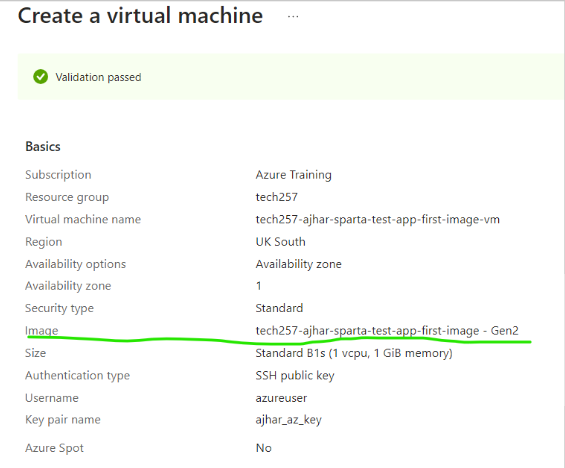 Create a virtual machine ...
Validation passed
Basics
Subscription Azure Training
Resource group tech257
Virtual machine name tech257-ajhar-sparta-test-app-first-image-vm
Region UK South
Availability options Availability zone
Availability zone 1
Security type Standard
Image tech257-ajhar-sparta-test-app-first-image - Gen2
Size Standard B1s (1 vcpu, 1 GiB memory)
Authentication type SSH public key
Username azureuser
Key pair name ajhar_az_key
Azure Spot No